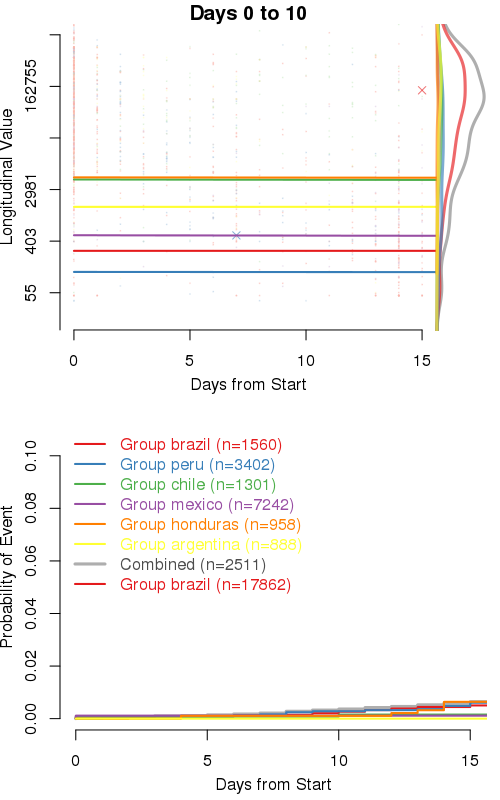 Days 0 to 10
Longitudinal Value
162755
2981
403
55
0
5
10
15
Days from Start
Probability of Event
0.10
0.08
0.06
0.04
0.02
0.00
Group brazil (n=1560)
Group peru (n=3402)
Group chile (n=1301)
Group mexico (n=7242)
Group honduras (n=958)
Group argentina (n=888)
Combined (n=2511)
Group brazil (n=17862)
0
5
10
15
Days from Start